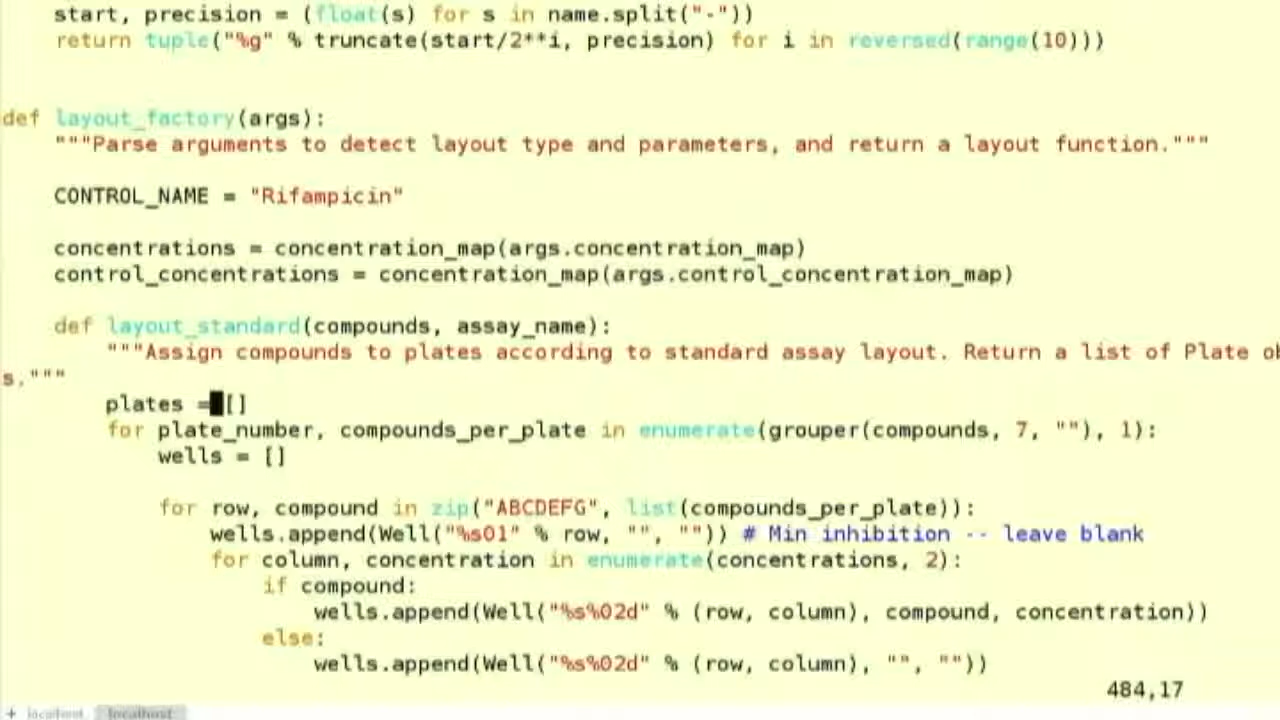 start, precision = (float(s) for s in name.split("-"))
return tuple("%g" % truncate(start/2**i, precision) for i in reversed(range(10)))
def layout_factory(args):
"""Parse arguments to detect layout type and parameters, and return a layout function."""
CONTROL_NAME = "Rifampicin"
concentrations = concentration_map(args.concentration_map)
control_concentrations = concentration_map(args.control_concentration_map)
def layout_standard(compounds, assay_name):
"""Assign compounds to plates according to standard assay layout. Return a list of Plate ob
s."""
plates = []
for plate_number, compounds_per_plate in enumerate(grouper(compounds, 7, ""), 1):
wells = []
for row, compound in zip("ABCDEFG", list(compounds_per_plate)):
wells.append(Well("%s01" % row, "", "")) # Min inhibition -- leave blank
for column, concentration in enumerate(concentrations, 2):
if compound:
wells.append(Well("%s%02d" % (row, column), compound, concentration))
else:
wells.append(Well("%s%02d" % (row, column), "", ""))
484,17
+ localhost localhost